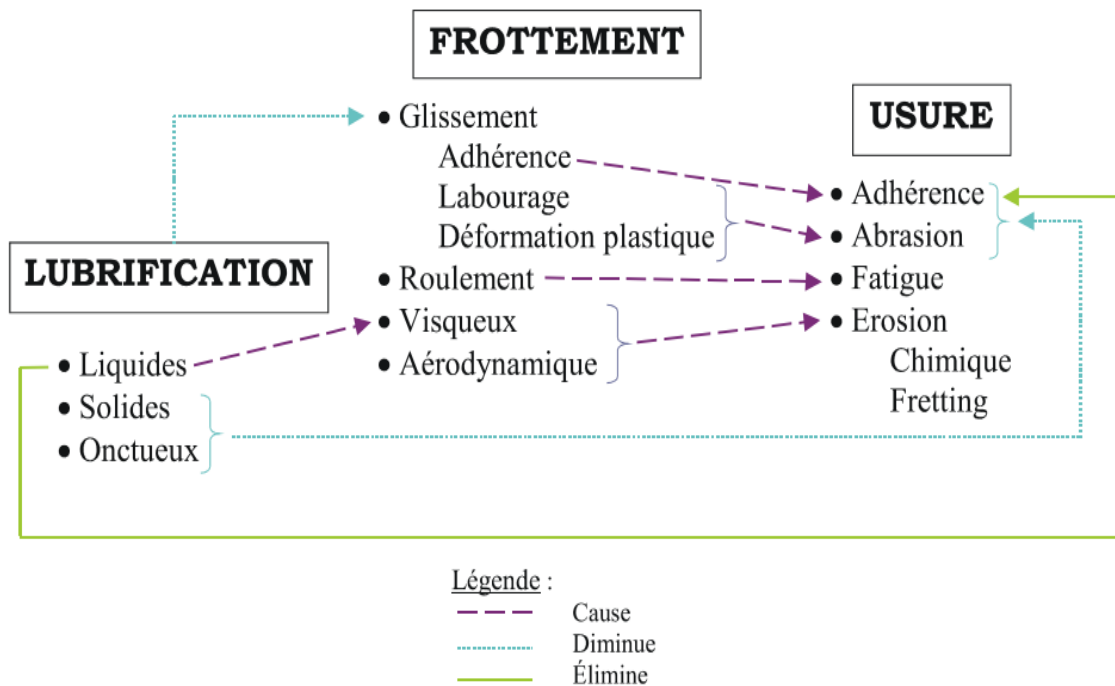 FROTTEMENT
• Glissement
Adhérence
Labourage
Déformation plastique
• Roulement
• Visqueux
• Aérodynamique
USURE
• Adhérence
• Abrasion
• Fatigue
• Erosion
Chimique
Fretting
LUBRIFICATION
• Liquides
• Solides
• Onctueux
Légende :
Cause
Diminue
Élimine